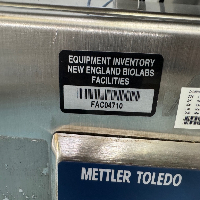 EQUIPMENT INVENTORY
NEW ENGLAND BIOLABS
FACILITIES
FAC04710
METTLER TOLEDO